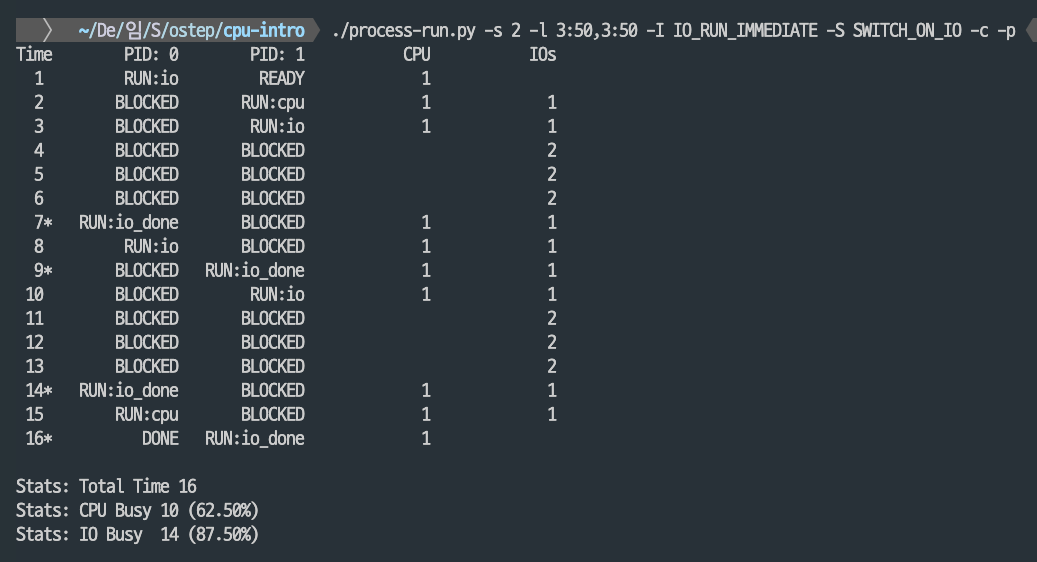 ~/De/임/S/ostep/cpu-intro ./process-run.py -s 2 -l 3:50,3:50 -I IO_RUN_IMMEDIATE -S SWITCH_ON_IO -c -p
Time PID: 0 PID: 1 CPU IOs
1 RUN:io READY 1
2 BLOCKED RUN:cpu 1 1
3 BLOCKED RUN:io 1 1
4 BLOCKED BLOCKED 2
5 BLOCKED BLOCKED 2
6 BLOCKED BLOCKED 2
7* RUN:io_done BLOCKED 1 1
8 RUN:io BLOCKED 1 1
9* BLOCKED RUN:io_done 1 1
10 BLOCKED RUN:io 1 1
11 BLOCKED BLOCKED 2
12 BLOCKED BLOCKED 2
13 BLOCKED BLOCKED 2
14* RUN:io_done BLOCKED 1 1
15 RUN:cpu BLOCKED 1 1
16* DONE RUN:io_done 1
Stats: Total Time 16
Stats: CPU Busy 10 (62.50%)
Stats: IO Busy 14 (87.50%)